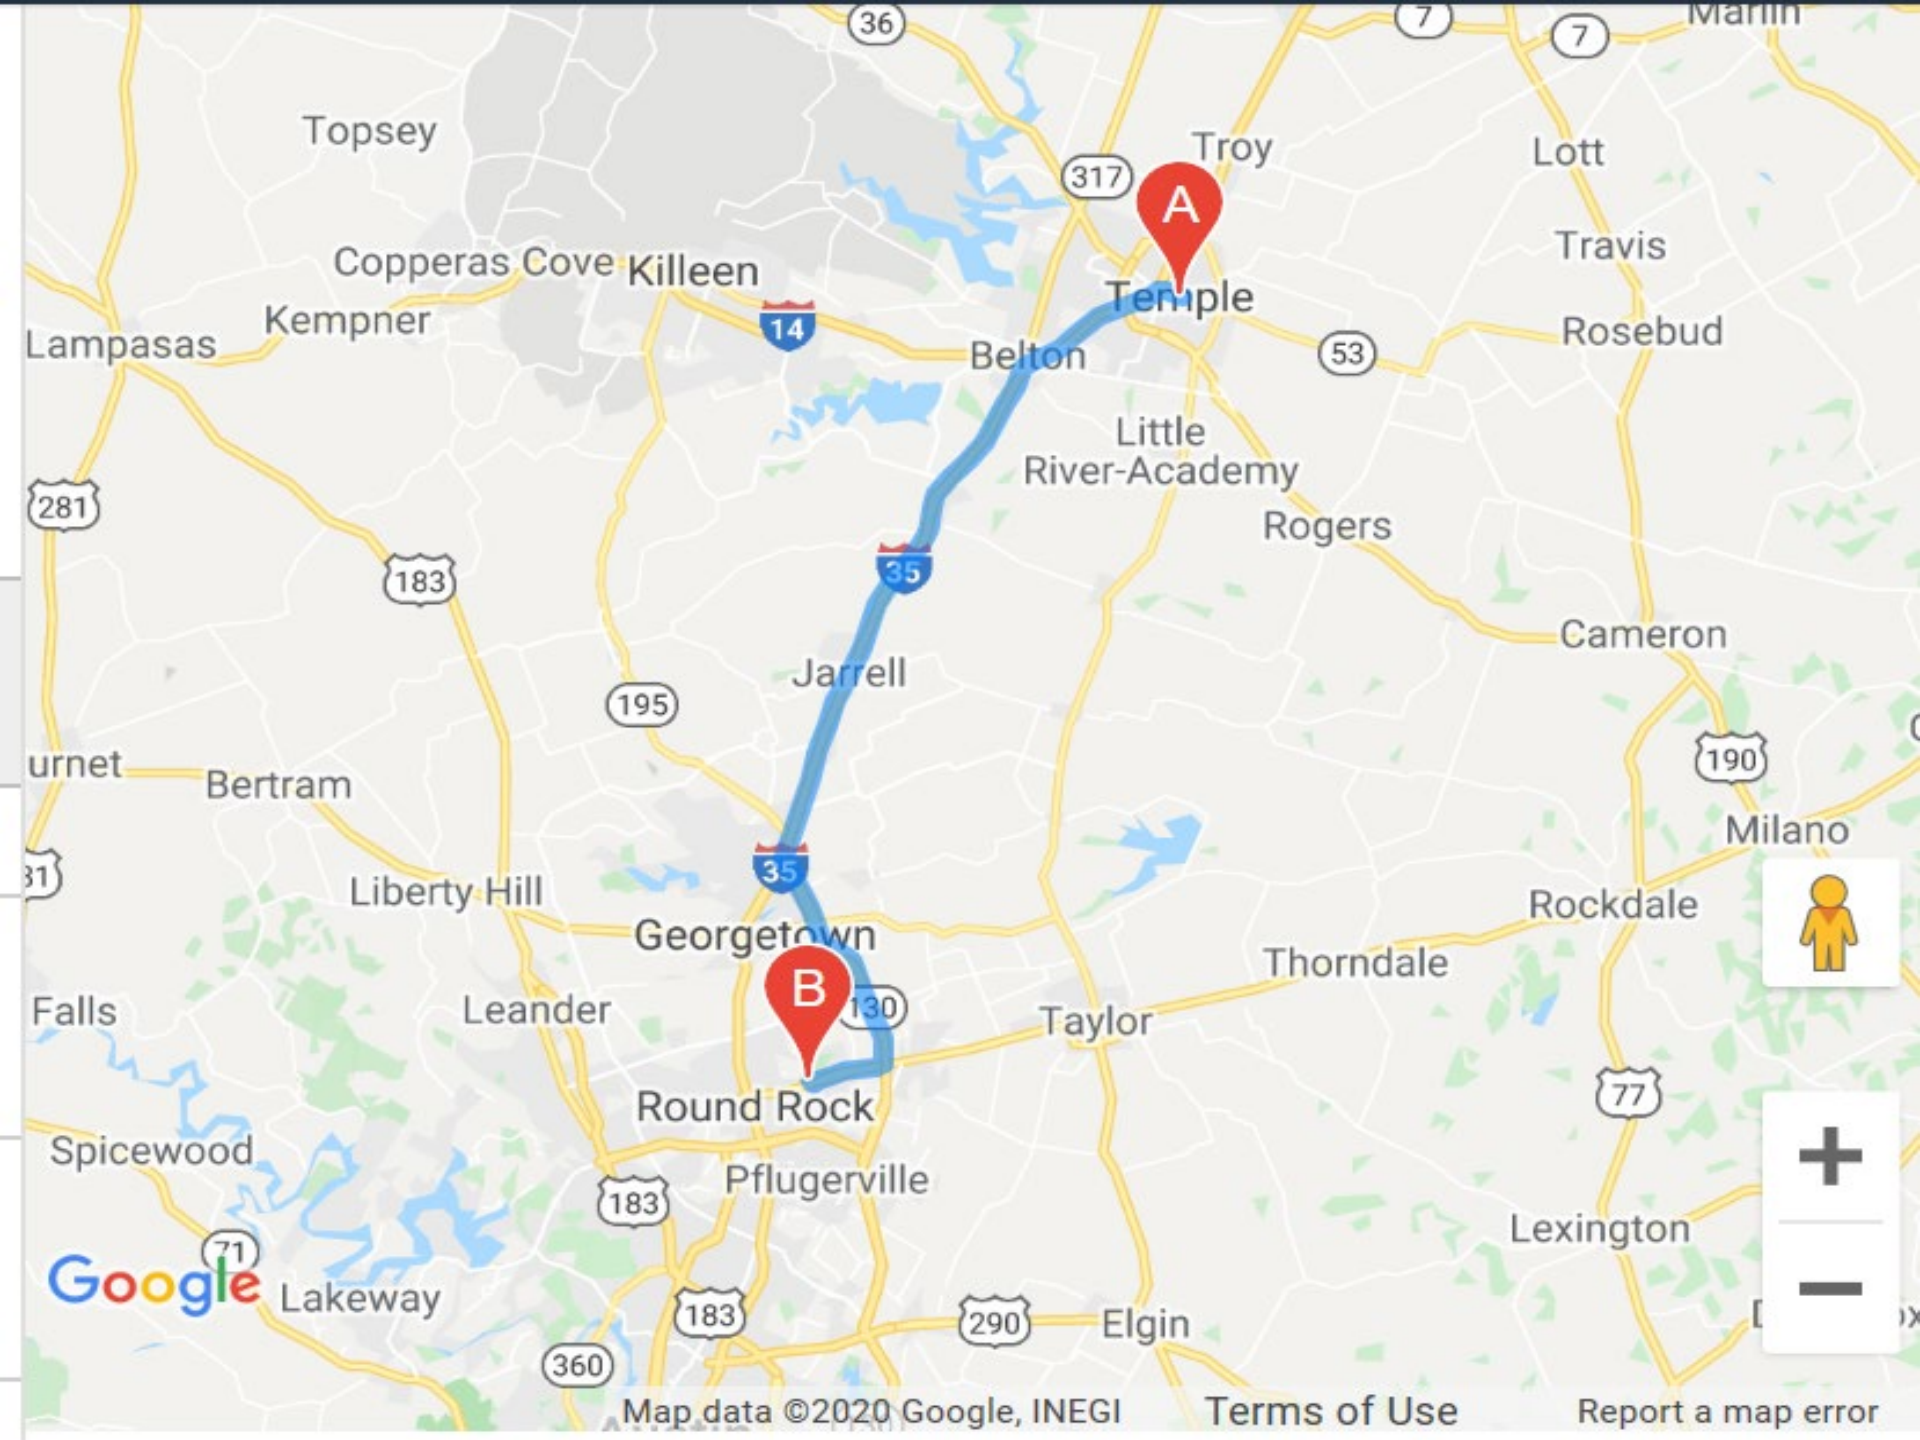 36
7
7
Marlin
Topsey
Troy
Lott
317
A
Travis
Copperas Cove
Killeen
Temple
Kempner
14
Rosebud
Lampasas
Belton
53
Little
River-Academy
281
Rogers
183
35
Cameron
Jarrell
195
urnet
190
Bertram
Milano
35
31
Liberty Hill
Rockdale
Georgetown
Thorndale
B
130
Falls
Leander
Taylor
77
Round Rock
Spicewood
Pflugerville
183
Lexington
71
Google
Lakeway
183
290
Elgin
360
Map data ©2020 Google, INEGI
Terms of Use
Report a map error